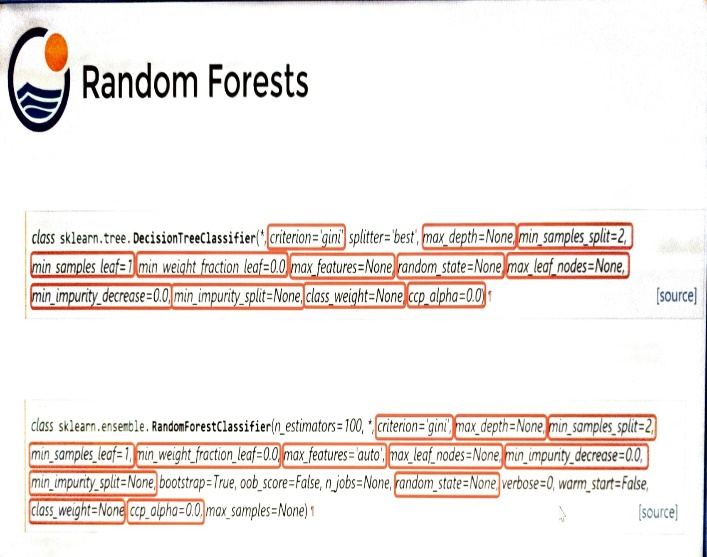 Random Forests
class sklearn.tree.DecisionTreeClassifier(*, criterion='gini', splitter='best', max_depth=None, min_samples_split=2,
min_samples_leaf=1, min_weight_fraction_leaf=0.0, max_features=None, random_state=None, max_leaf_nodes=None,
min_impurity_decrease=0.0, min_impurity_split=None, class_weight=None, ccp_alpha=0.0) ¶ [source]
class sklearn.ensemble.RandomForestClassifier(n_estimators=100, *, criterion='gini', max_depth=None, min_samples_split=2,
min_samples_leaf=1, min_weight_fraction_leaf=0.0, max_features='auto', max_leaf_nodes=None, min_impurity_decrease=0.0,
min_impurity_split=None, bootstrap=True, oob_score=False, n_jobs=None, random_state=None, verbose=0, warm_start=False,
class_weight=None, ccp_alpha=0.0, max_samples=None) ¶ [source]